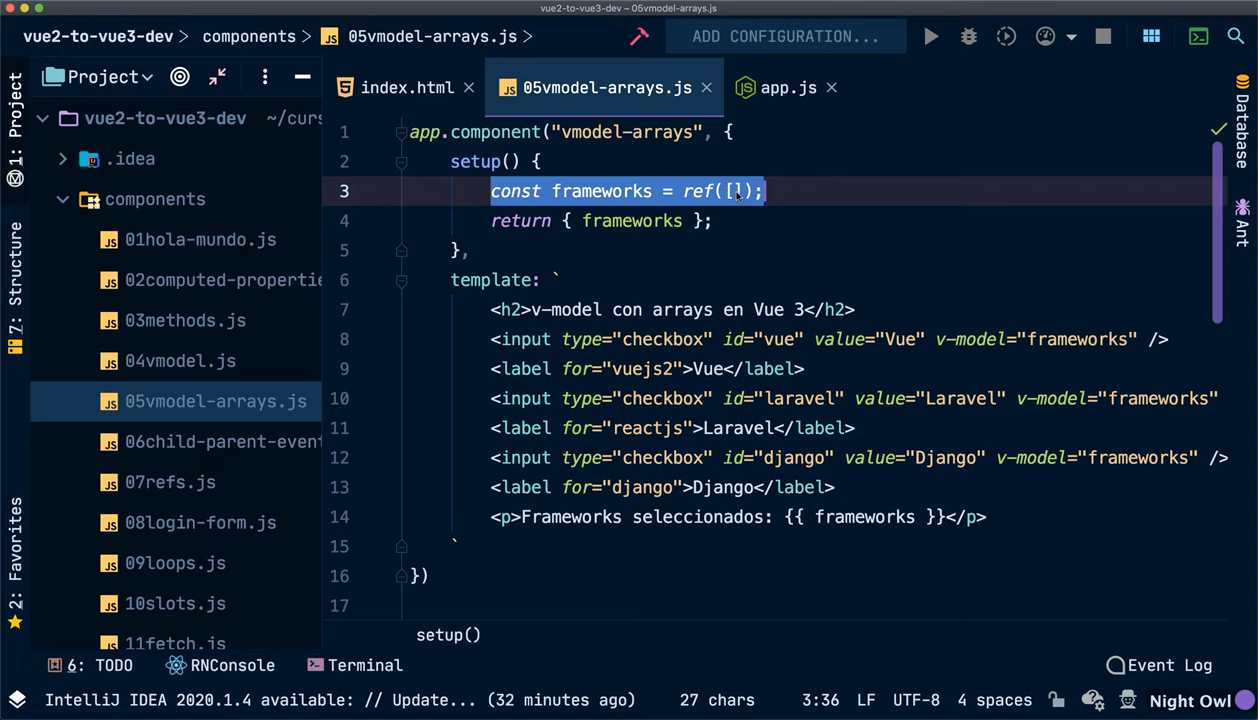 vue2-to-vue3-dev – 05vmodel-arrays.js
vue2-to-vue3-dev > components > 05vmodel-arrays.js >
ADD CONFIGURATION...
1: Project
7: Structure
2: Favorites
Project
vue2-to-vue3-dev ~/curs
.idea
components
01hola-mundo.js
02computed-propertie
03methods.js
04vmodel.js
05vmodel-arrays.js
06child-parent-event
07refs.js
08login-form.js
09loops.js
10slots.js
11fetch.js
index.html
05vmodel-arrays.js
app.js
1 app.component("vmodel-arrays", {
2 setup() {
3 const frameworks = ref([]);
4 return { frameworks };
5 },
6 template: `
7 <h2>v-model con arrays en Vue 3</h2>
8 <input type="checkbox" id="vue" value="Vue" v-model="frameworks" />
9 <label for="vuejs2">Vue</label>
10 <input type="checkbox" id="laravel" value="Laravel" v-model="frameworks"
11 <label for="reactjs">Laravel</label>
12 <input type="checkbox" id="django" value="Django" v-model="frameworks" />
13 <label for="django">Django</label>
14 <p>Frameworks seleccionados: {{ frameworks }}</p>
15 `
16 })
17
setup()
Database
Ant
6: TODO RNConsole Terminal Event Log
IntelliJ IDEA 2020.1.4 available: // Update... (32 minutes ago) 27 chars 3:36 LF UTF-8 4 spaces Night Owl